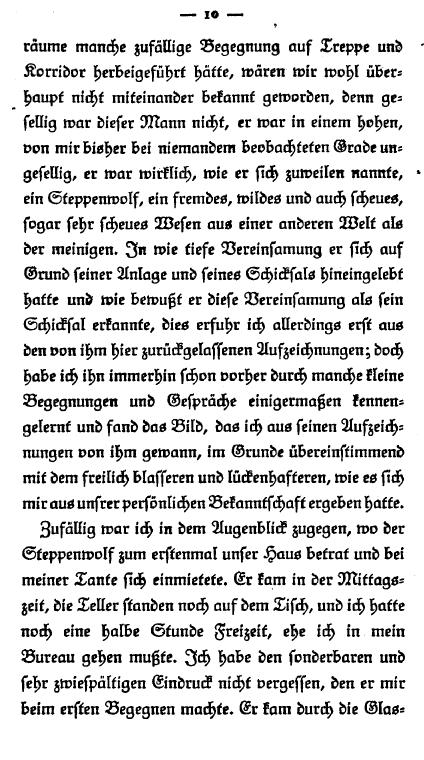 — 10 —
räume manche zufällige Begegnung auf Treppe und
Korridor herbeigeführt hätte, wären wir wohl über-
haupt nicht miteinander bekannt geworden, denn ge-
sellig war dieser Mann nicht, er war in einem hohen,
von mir bisher bei niemandem beobachteten Grade un-
gesellig, er war wirklich, wie er sich zuweilen nannte,
ein Steppenwolf, ein fremdes, wildes und auch scheues,
sogar sehr scheues Wesen aus einer anderen Welt als
der meinigen. In wie tiefe Vereinsamung er sich auf
Grund seiner Anlage und seines Schicksals hineingelebt
hatte und wie bewußt er diese Vereinsamung als sein
Schicksal erkannte, dies erfuhr ich allerdings erst aus
den von ihm hier zurückgelassenen Aufzeichnungen; doch
habe ich ihn immerhin schon vorher durch manche kleine
Begegnungen und Gespräche einigermaßen kennen-
gelernt und fand das Bild, das ich aus seinen Aufzeich-
nungen von ihm gewann, im Grunde übereinstimmend
mit dem freilich blasseren und lückenhafteren, wie es sich
mir aus unsrer persönlichen Bekanntschaft ergeben hatte.
Zufällig war ich in dem Augenblick zugegen, wo der
Steppenwolf zum erstenmal unser Haus betrat und bei
meiner Tante sich einmietete. Er kam in der Mittags-
zeit, die Teller standen noch auf dem Tisch, und ich hatte
noch eine halbe Stunde Freizeit, ehe ich in mein
Bureau gehen mußte. Ich habe den sonderbaren und
sehr zwiespältigen Eindruck nicht vergessen, den er mir
beim ersten Begegnen machte. Er kam durch die Glas-